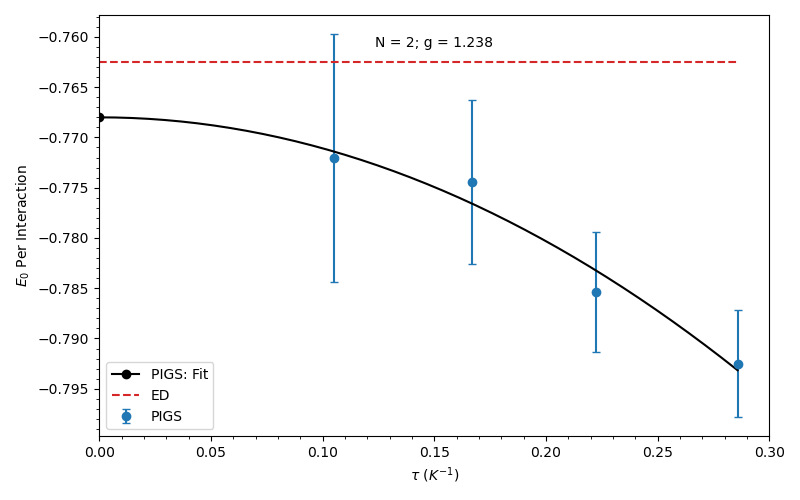 N = 2; g = 1.238
−0.760
−0.765
−0.770
−0.775
−0.780
−0.785
−0.790
−0.795
E₀ Per Interaction
PIGS: Fit
ED
PIGS
0.00 0.05 0.10 0.15 0.20 0.25 0.30
τ (K⁻¹)